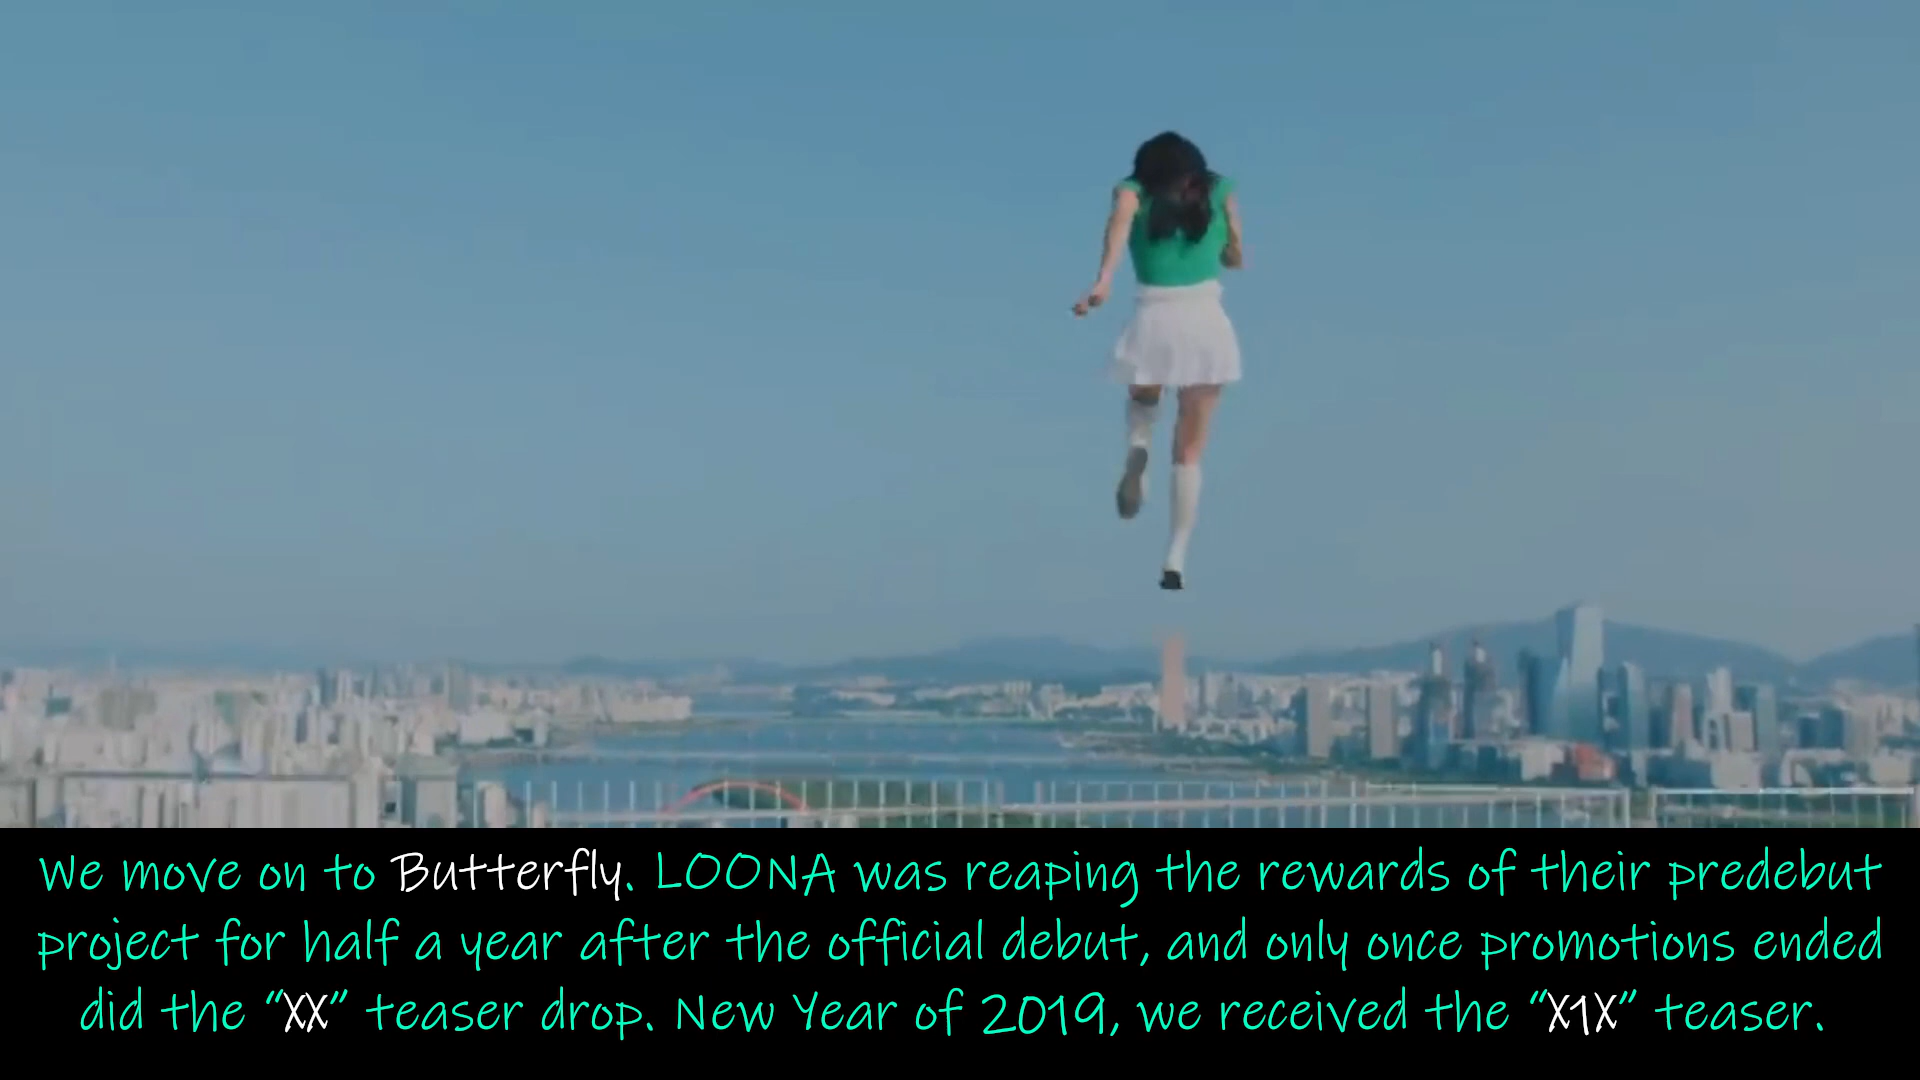 We move on to Butterfly. LOONA was reaping the rewards of their predebut
project for half a year after the official debut, and only once promotions ended
did the “XX” teaser drop. New Year of 2019, we received the “X1X” teaser.